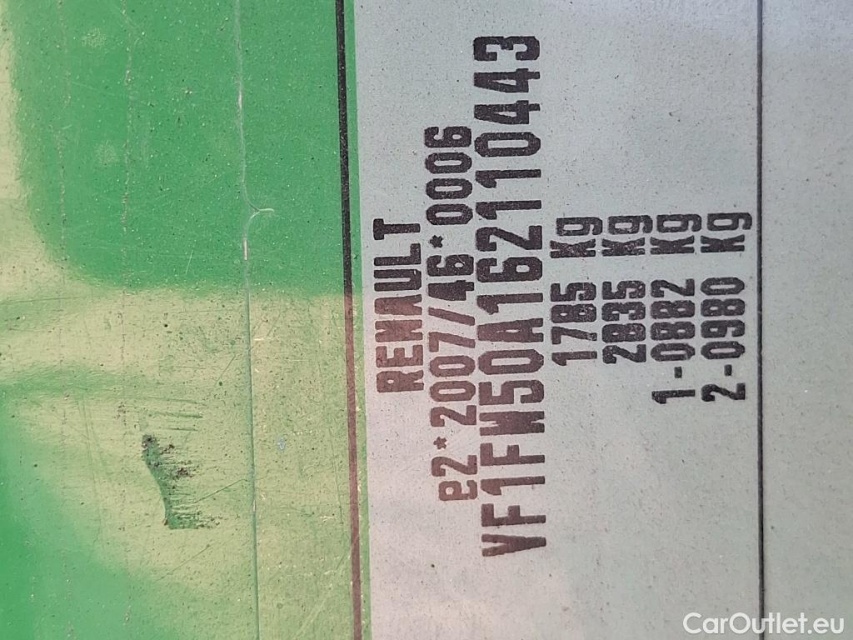 RENAULT
e2*2007/46*0006
VF1FW50A162110443
1785 Kg
2835 Kg
1-0882 Kg
2-0980 Kg
CarOutlet.eu